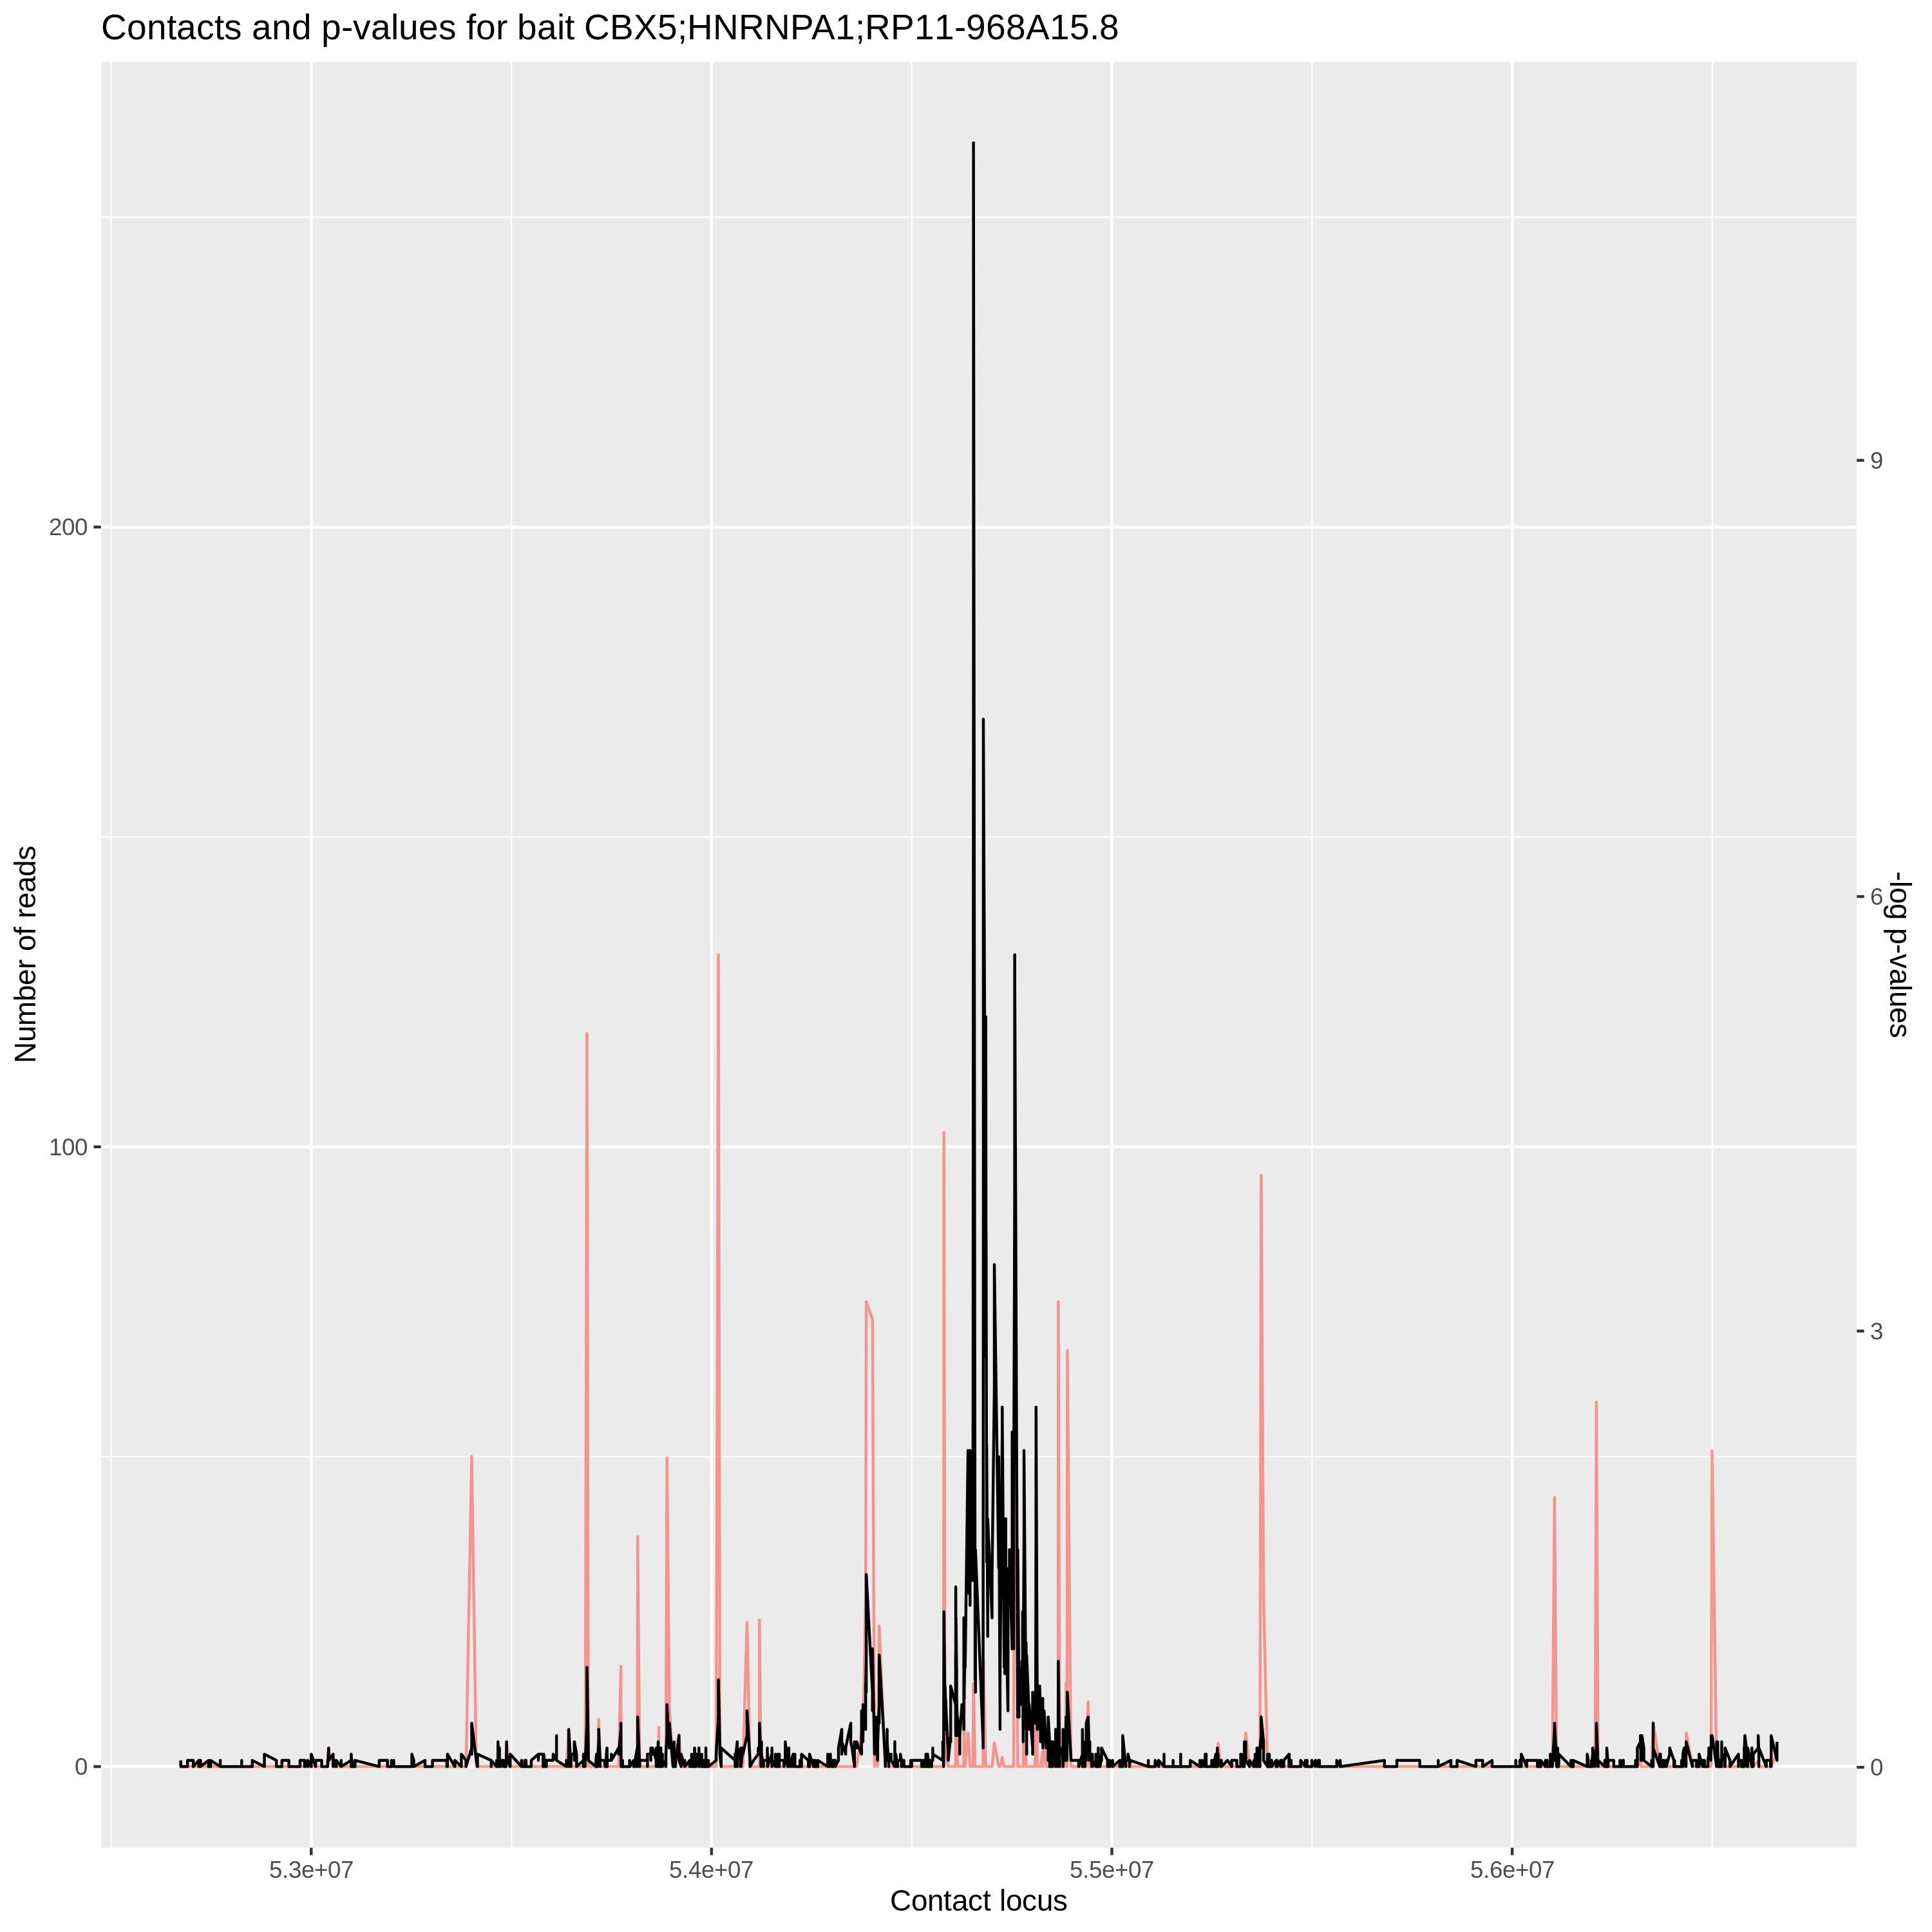 Contacts and p-values for bait CBX5;HNRNPA1;RP11-968A15.8
Number of reads
200
100
0
9
6
3
0
-log p-values
5.3e+07
5.4e+07
5.5e+07
5.6e+07
Contact locus